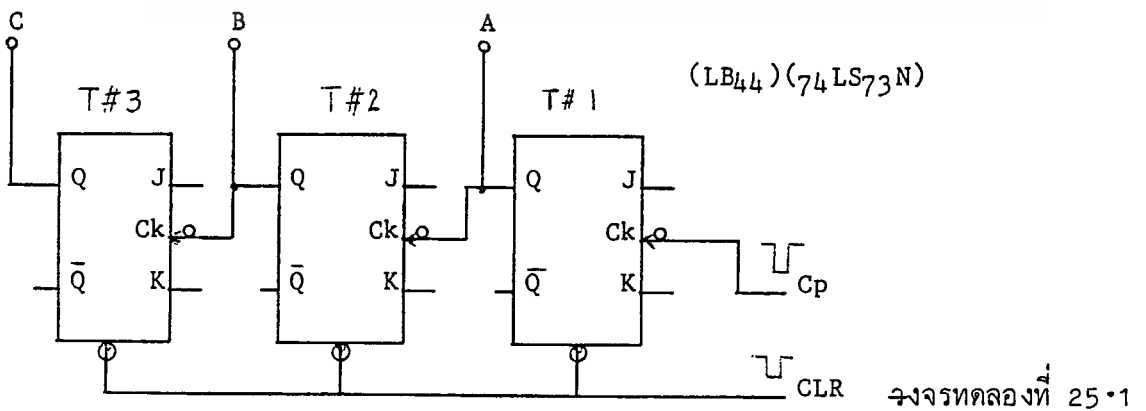 C B A
(LB44)(74LS73N)
T#3 T#2 T#1
Q J Q J Q J
Ck Ck Ck
Q̅ K Q̅ K Q̅ K
Cp
CLR
วงจรทดลองที่ 25.1